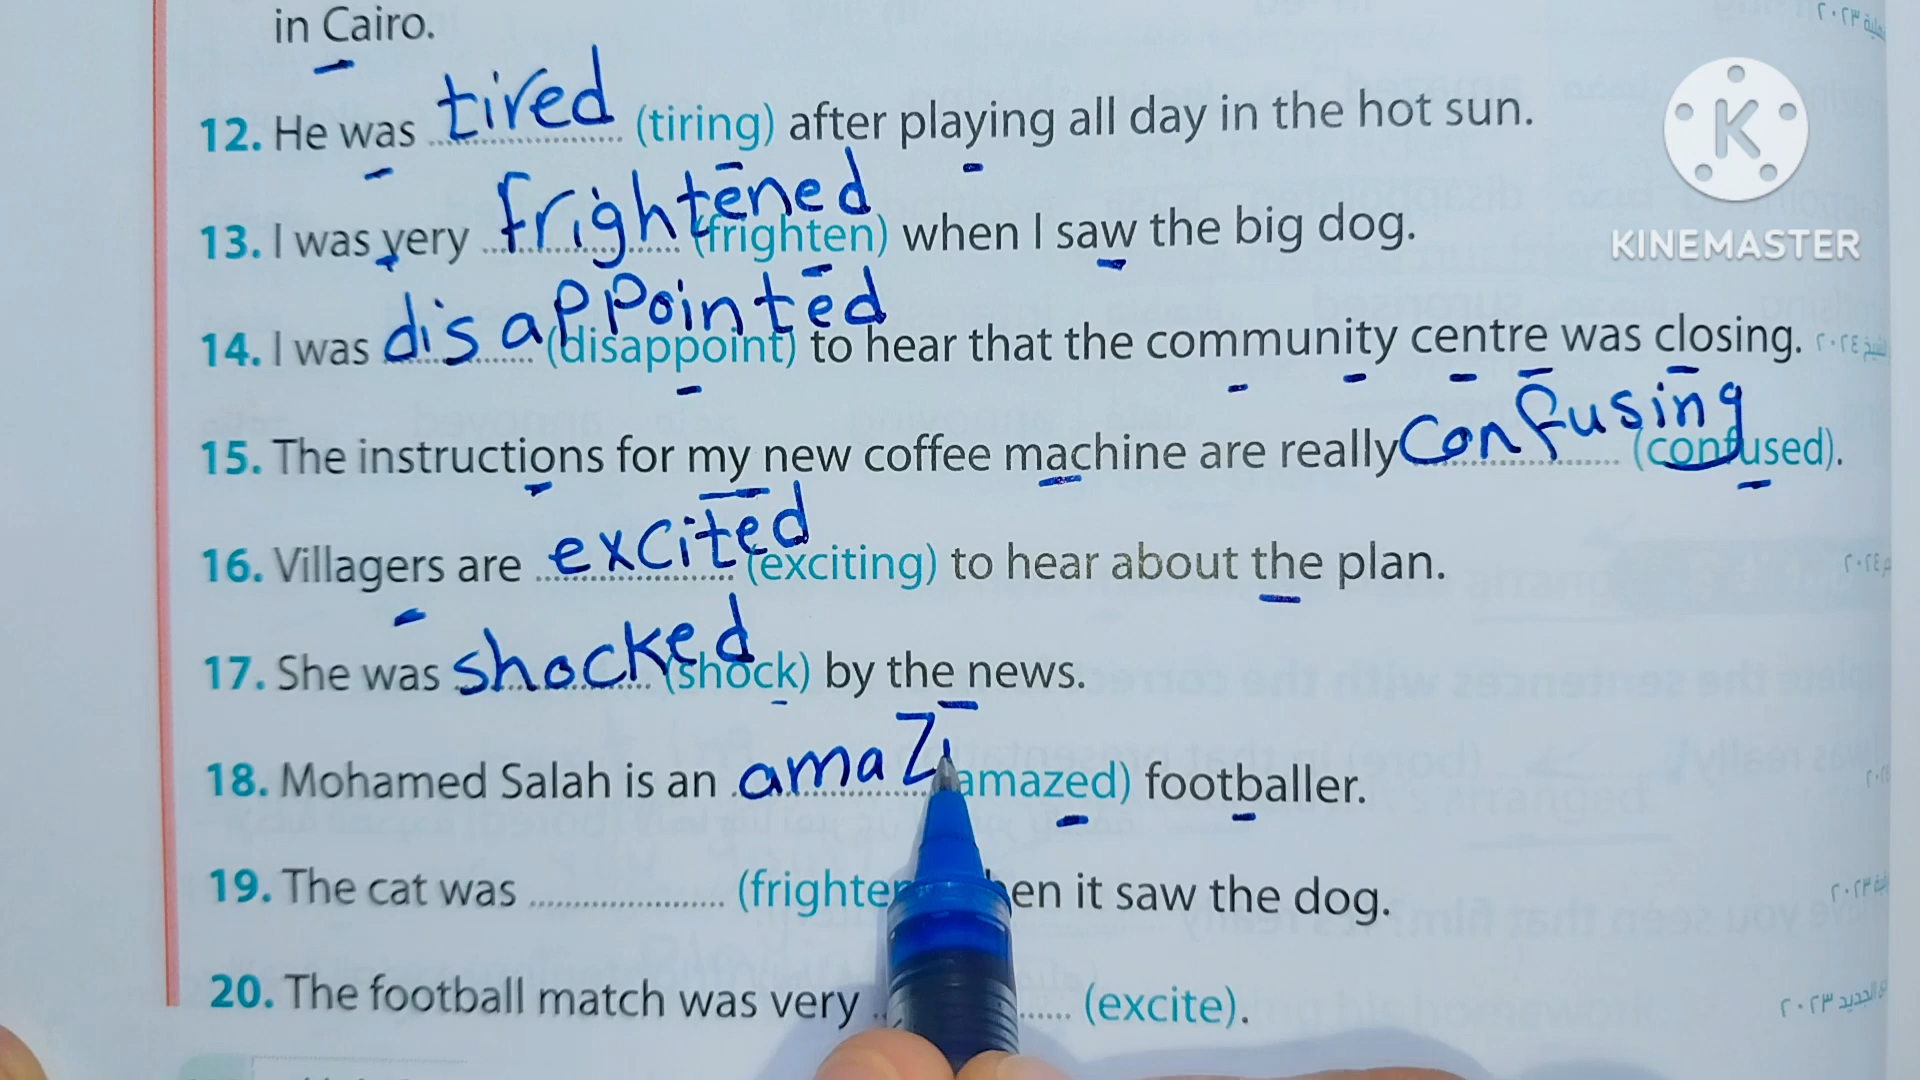 in Cairo.
12. He was tired (tiring) after playing all day in the hot sun.
13. I was very frightened (frighten) when I saw the big dog.
14. I was disappointed (disappoint) to hear that the community centre was closing.
15. The instructions for my new coffee machine are really confusing (confused).
16. Villagers are excited (exciting) to hear about the plan.
17. She was shocked (shock) by the news.
18. Mohamed Salah is an amazi amazed) footballer.
19. The cat was .................... (frighte en it saw the dog.
20. The football match was very .................... (excite).
K
KINEMASTER